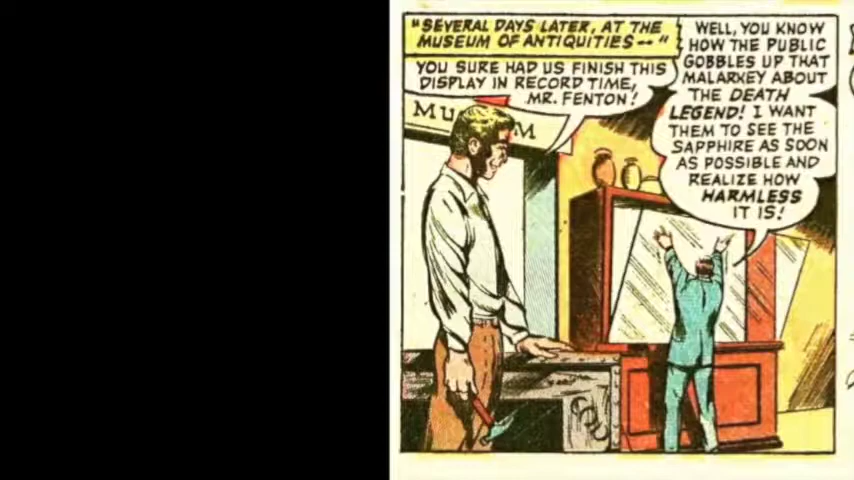 "SEVERAL DAYS LATER, AT THE
MUSEUM OF ANTIQUITIES--"
YOU SURE HAD US FINISH THIS
DISPLAY IN RECORD TIME,
MR. FENTON!
WELL, YOU KNOW
HOW THE PUBLIC
GOBBLES UP THAT
MALARKEY ABOUT
THE DEATH
LEGEND! I WANT
THEM TO SEE THE
SAPPHIRE AS SOON
AS POSSIBLE AND
REALIZE HOW
HARMLESS
IT IS!
MU M